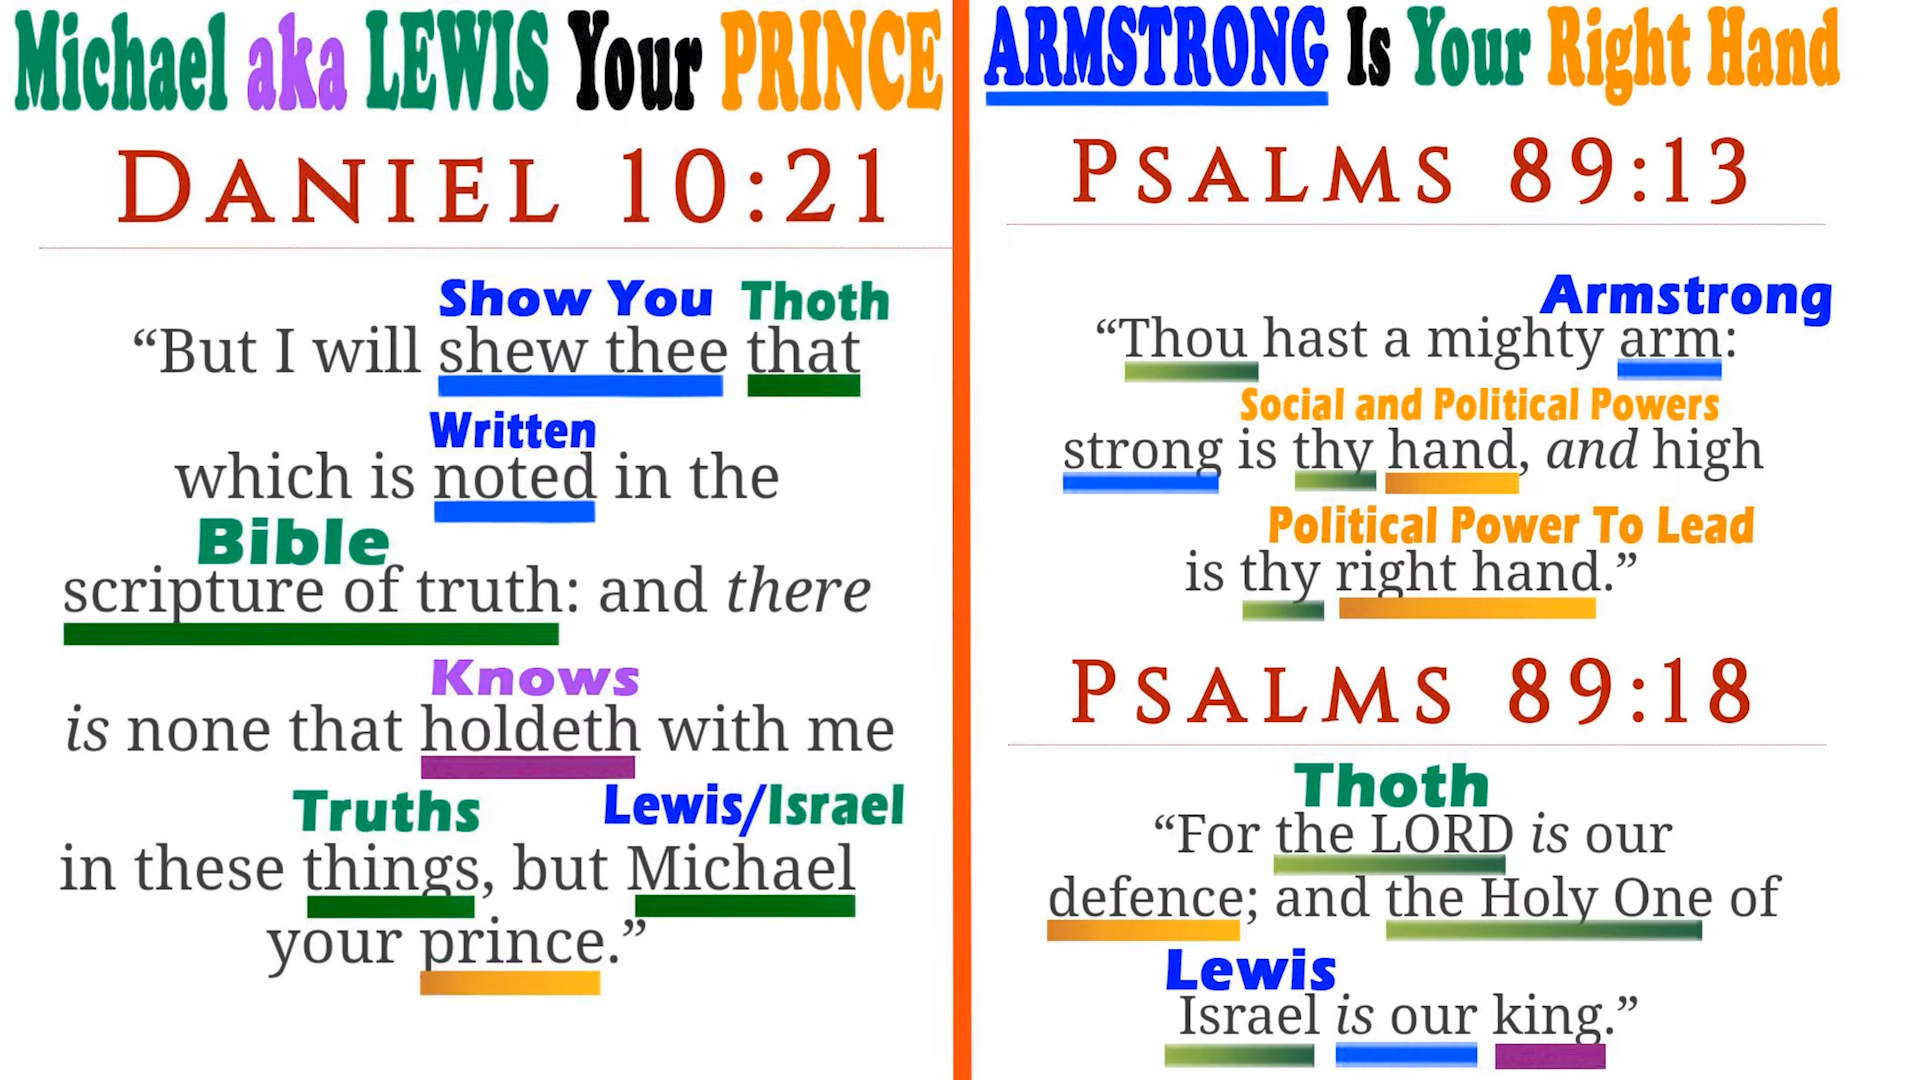 Michael aka LEWIS Your PRINCE
DANIEL 10:21
Show You Thoth
“But I will shew thee that
Written
which is noted in the
Bible
scripture of truth: and there
Knows
is none that holdeth with me
Truths Lewis/Israel
in these things, but Michael
your prince.”
ARMSTRONG Is Your Right Hand
PSALMS 89:13
Armstrong
“Thou hast a mighty arm:
Social and Political Powers
strong is thy hand, and high
Political Power To Lead
is thy right hand.”
PSALMS 89:18
Thoth
“For the LORD is our
defence; and the Holy One of
Lewis
Israel is our king.”